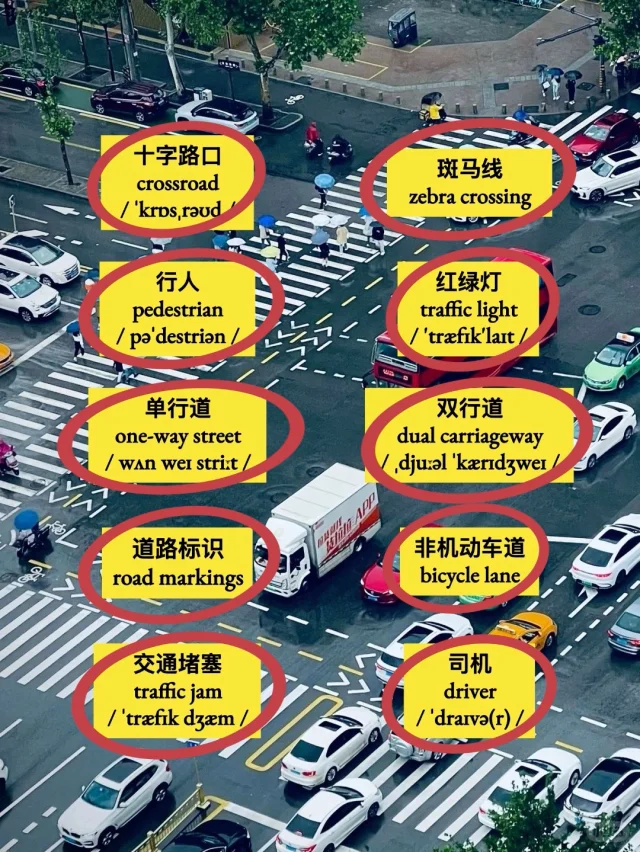 十字路口
crossroad
/ ˈkrɒsˌrəʊd /
斑马线
zebra crossing
行人
pedestrian
/ pəˈdestriən /
红绿灯
traffic light
/ ˈtræfɪkˈlaɪt /
单行道
one-way street
/ wʌn weɪ striːt /
双行道
dual carriageway
/ ˌdjuːəl ˈkærɪdʒweɪ /
道路标识
road markings
非机动车道
bicycle lane
交通堵塞
traffic jam
/ ˈtræfɪk dʒæm /
司机
driver
/ ˈdraɪvə(r) /
APP